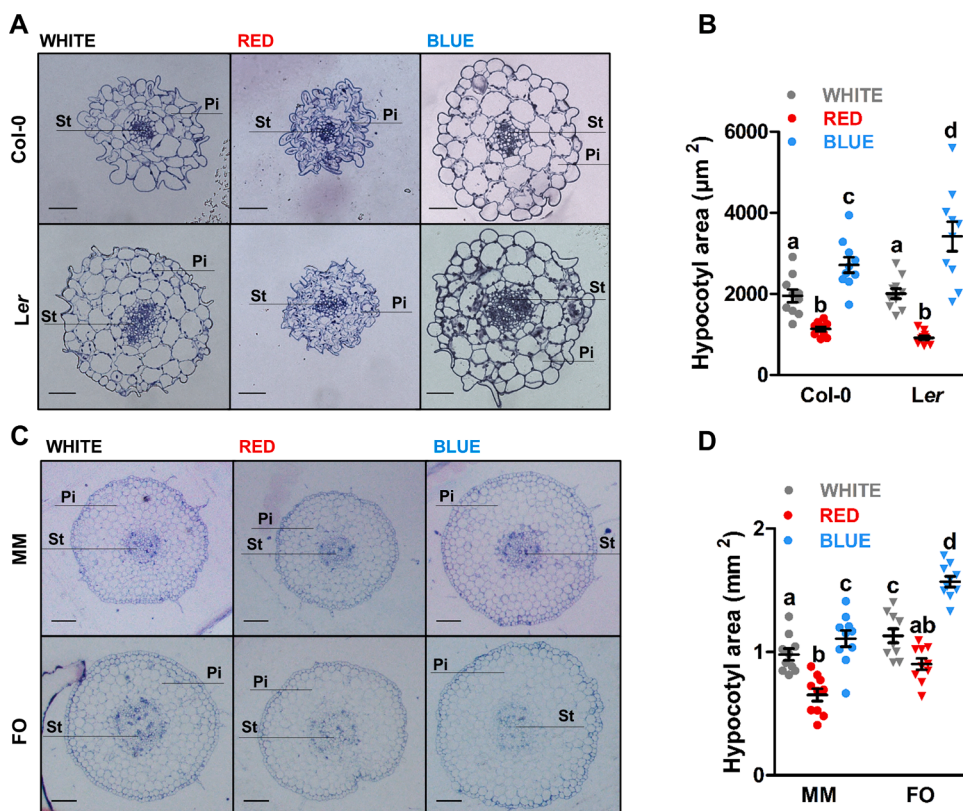 A
WHITE RED BLUE
Col-0
St Pi
St Pi
St
Pi
Ler
Pi
St
St
Pi
St
Pi
B
WHITE
RED
BLUE
Hypocotyl area (µm ²)
6000
4000
2000
0
a
b
c
a
b
d
Col-0 Ler
C
WHITE RED BLUE
MM
Pi
St
Pi
St
Pi
St
FO
Pi
St
Pi
St
Pi
St
D
WHITE
RED
BLUE
Hypocotyl area (mm ²)
2
1
0
a
b
c
c
ab
d
MM FO